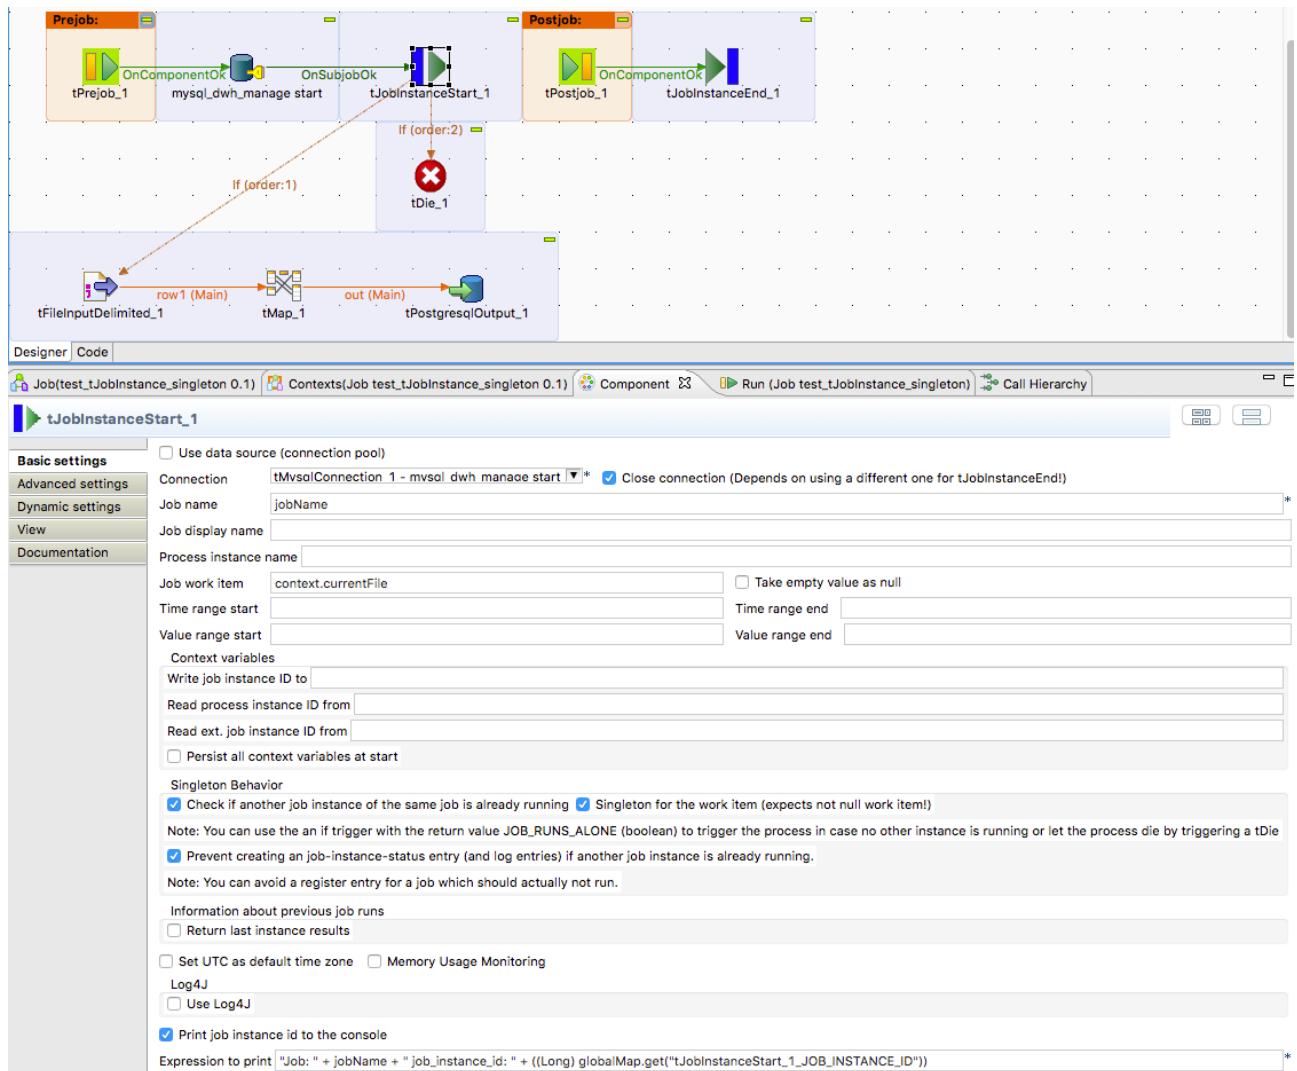 Prejob:
Postjob:
OnComponentOk
OnSubjobOk
OnComponentOk
tPrejob_1
mysql_dwh_manage start
tJobInstanceStart_1
tPostjob_1
tJobInstanceEnd_1
If (order:2)
If (order:1)
tDie_1
row1 (Main)
out (Main)
tFileInputDelimited_1
tMap_1
tPostgresqlOutput_1
Designer Code
Job(test_tJobInstance_singleton 0.1) Contexts(Job test_tJobInstance_singleton 0.1) Component Run (Job test_tJobInstance_singleton) Call Hierarchy
tJobInstanceStart_1
Basic settings
Advanced settings
Dynamic settings
View
Documentation
Use data source (connection pool)
Connection tMysqlConnection_1 - mysql_dwh_manage start * Close connection (Depends on using a different one for tJobInstanceEnd!)
Job name jobName *
Job display name
Process instance name
Job work item context.currentFile Take empty value as null
Time range start Time range end
Value range start Value range end
Context variables
Write job instance ID to
Read process instance ID from
Read ext. job instance ID from
Persist all context variables at start
Singleton Behavior
Check if another job instance of the same job is already running Singleton for the work item (expects not null work item!)
Note: You can use the an if trigger with the return value JOB_RUNS_ALONE (boolean) to trigger the process in case no other instance is running or let the process die by triggering a tDie
Prevent creating an job-instance-status entry (and log entries) if another job instance is already running.
Note: You can avoid a register entry for a job which should actually not run.
Information about previous job runs
Return last instance results
Set UTC as default time zone Memory Usage Monitoring
Log4J
Use Log4J
Print job instance id to the console
Expression to print "Job: " + jobName + " job_instance_id: " + ((Long) globalMap.get("tJobInstanceStart_1_JOB_INSTANCE_ID")) *